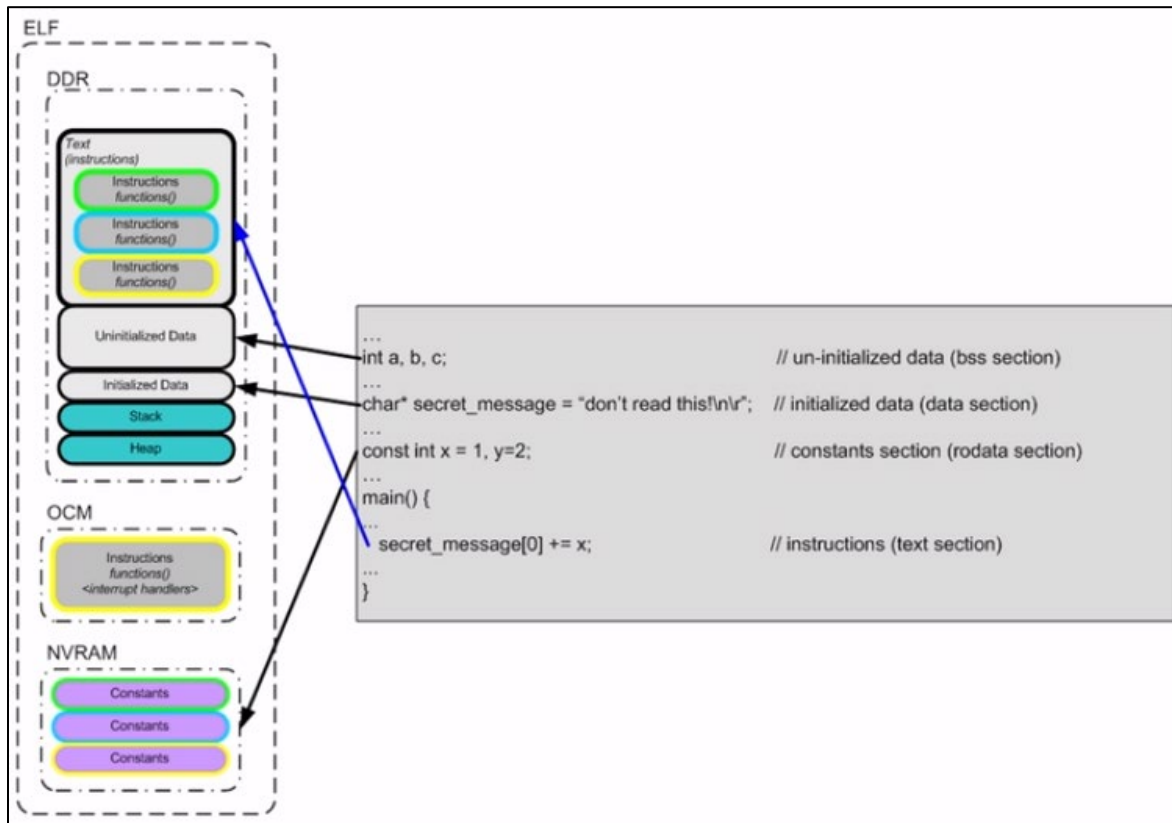 ELF
DDR
Text
(instructions)
Instructions
functions()
Instructions
functions()
Instructions
functions()
Uninitialized Data
Initialized Data
Stack
Heap
OCM
Instructions
functions()
<interrupt handlers>
NVRAM
Constants
Constants
Constants
...
int a, b, c; // un-initialized data (bss section)
...
char* secret_message = “don’t read this!\n\r”; // initialized data (data section)
...
const int x = 1, y=2; // constants section (rodata section)
...
main() {
...
secret_message[0] += x; // instructions (text section)
...
}